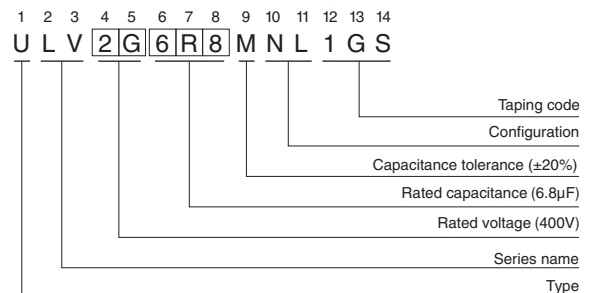 1 2 3 4 5 6 7 8 9 10 11 12 13 14
U L V 2 G 6 R 8 M N L 1 G S
Taping code
Configuration
Capacitance tolerance (±20%)
Rated capacitance (6.8µF)
Rated voltage (400V)
Series name
Type